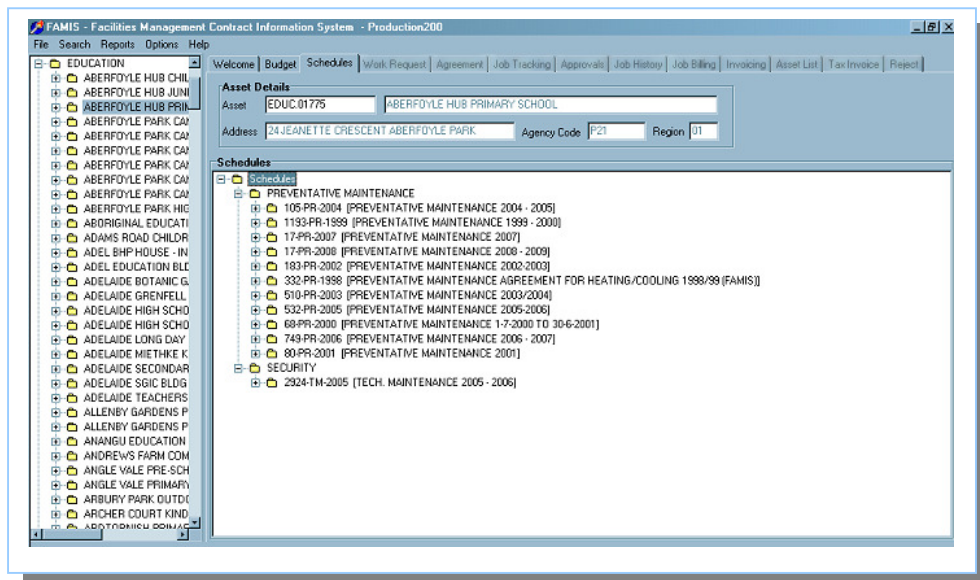 FAMIS - Facilities Management Contract Information System - Production200
File Search Reports Options Help
EDUCATION
ABERFOYLE HUB CHIL
ABERFOYLE HUB JUNI
ABERFOYLE HUB PRIM
ABERFOYLE PARK CAM
ABERFOYLE PARK CAM
ABERFOYLE PARK CAM
ABERFOYLE PARK CAM
ABERFOYLE PARK CAM
ABERFOYLE PARK CAM
ABERFOYLE PARK HIG
ABORIGINAL EDUCATI
ADAMS ROAD CHILDR
ADEL BHP HOUSE - IN
ADEL EDUCATION BLD
ADELAIDE BOTANIC G
ADELAIDE GRENFELL
ADELAIDE HIGH SCHO
ADELAIDE HIGH SCHO
ADELAIDE LONG DAY
ADELAIDE MIETHKE K
ADELAIDE SECONDAR
ADELAIDE SGIC BLDG
ADELAIDE TEACHERS
ALLENBY GARDENS P
ALLENBY GARDENS P
ANANGU EDUCATION
ANDREWS FARM COM
ANGLE VALE PRE-SCH
ANGLE VALE PRIMARY
ARBURY PARK OUTDO
ARCHER COURT KIND
ARDTORNISH PRIMAR
Welcome Budget Schedules Work Request Agreement Job Tracking Approvals Job History Job Billing Invoicing Asset List Tax Invoice Reject
Asset Details
Asset EDUC.01775 ABERFOYLE HUB PRIMARY SCHOOL
Address 24 JEANETTE CRESCENT ABERFOYLE PARK Agency Code P21 Region 01
Schedules
Schedules
PREVENTATIVE MAINTENANCE
105-PR-2004 [PREVENTATIVE MAINTENANCE 2004 - 2005]
1193-PR-1999 [PREVENTATIVE MAINTENANCE 1999 - 2000]
17-PR-2007 [PREVENTATIVE MAINTENANCE 2007]
17-PR-2008 [PREVENTATIVE MAINTENANCE 2008 - 2009]
183-PR-2002 [PREVENTATIVE MAINTENANCE 2002-2003]
332-PR-1998 [PREVENTATIVE MAINTENANCE AGREEMENT FOR HEATING/COOLING 1998/99 (FAMIS)]
510-PR-2003 [PREVENTATIVE MAINTENANCE 2003/2004]
532-PR-2005 [PREVENTATIVE MAINTENANCE 2005-2006]
68-PR-2000 [PREVENTATIVE MAINTENANCE 1-7-2000 TO 30-6-2001]
749-PR-2006 [PREVENTATIVE MAINTENANCE 2006 - 2007]
80-PR-2001 [PREVENTATIVE MAINTENANCE 2001]
SECURITY
2924-TM-2005 [TECH. MAINTENANCE 2005 - 2006]